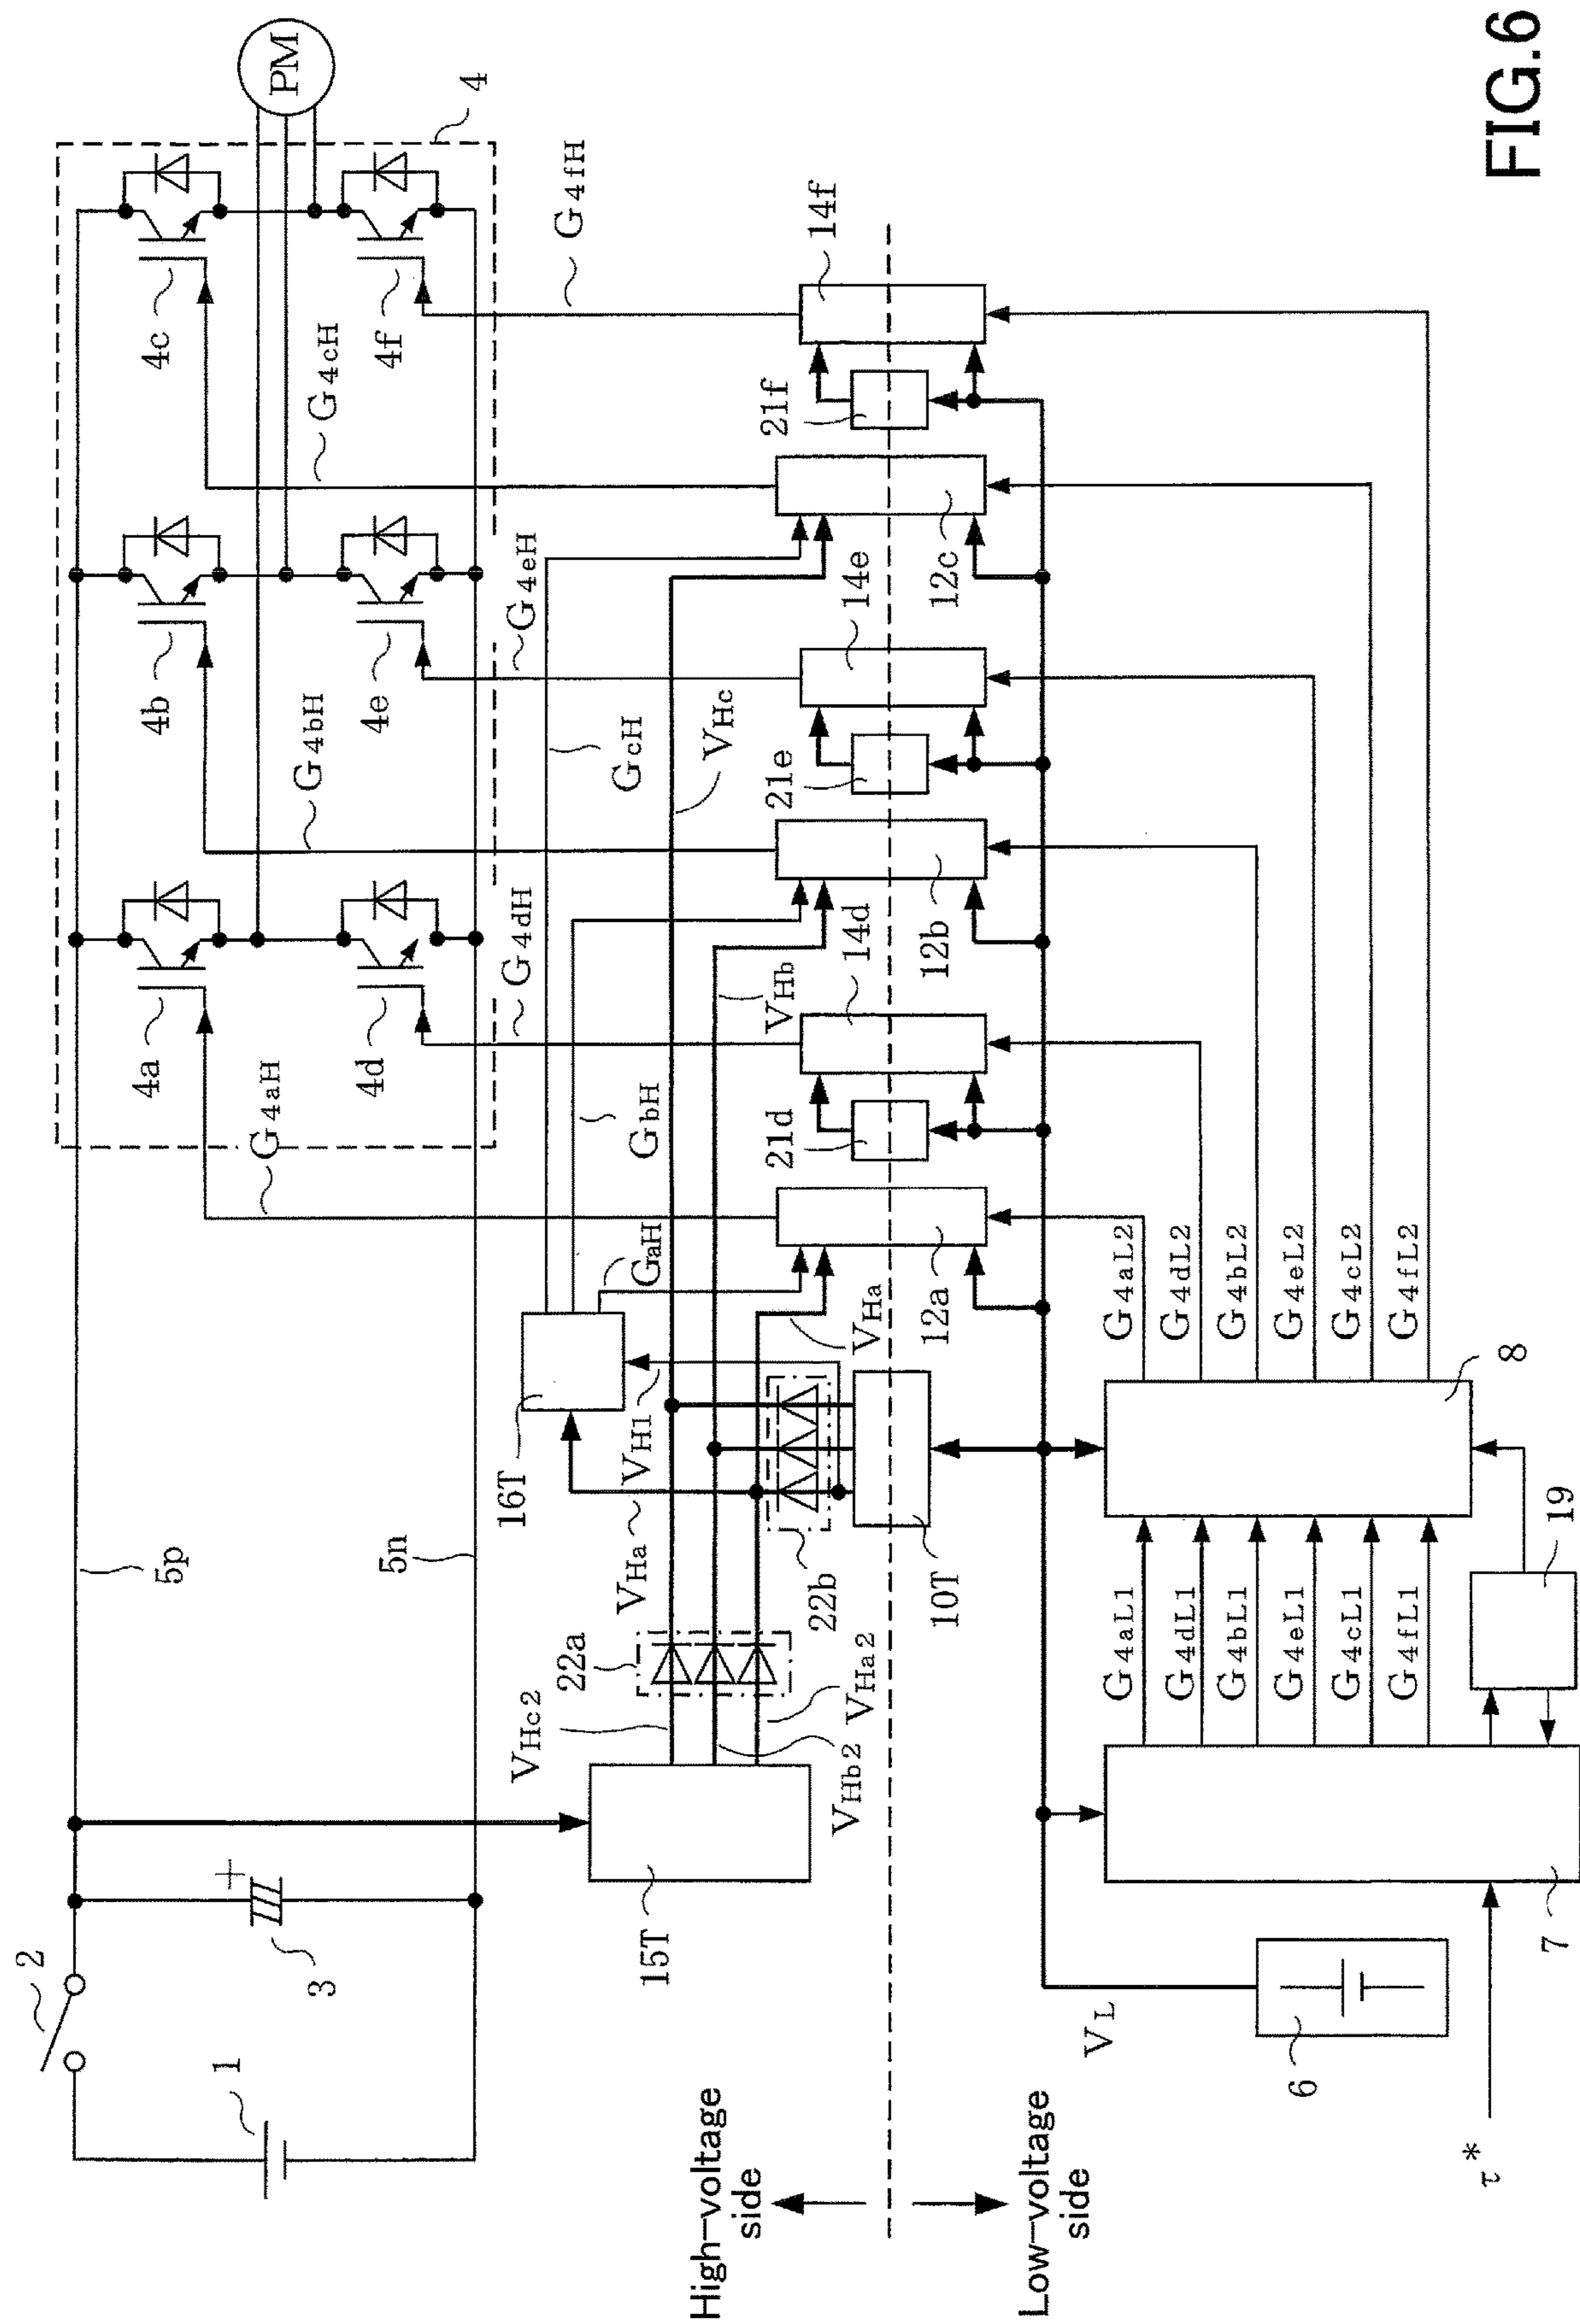 FIG.6
PM
4
1
2
3
5p
5n
4a
4b
4c
4d
4e
4f
G4aH
G4bH
G4cH
G4dH
G4eH
G4fH
15T
16T
22a
22b
10T
VHc2
VHb2
VHa2
VHa
VH1
GaH
GbH
GcH
VHa
VHb
VHc
12a
21d
14d
12b
21e
14e
12c
21f
14f
High-voltage
side
Low-voltage
side
VL
6
τ*
7
G4aL1
G4dL1
G4bL1
G4eL1
G4cL1
G4fL1
19
8
G4aL2
G4dL2
G4bL2
G4eL2
G4cL2
G4fL2